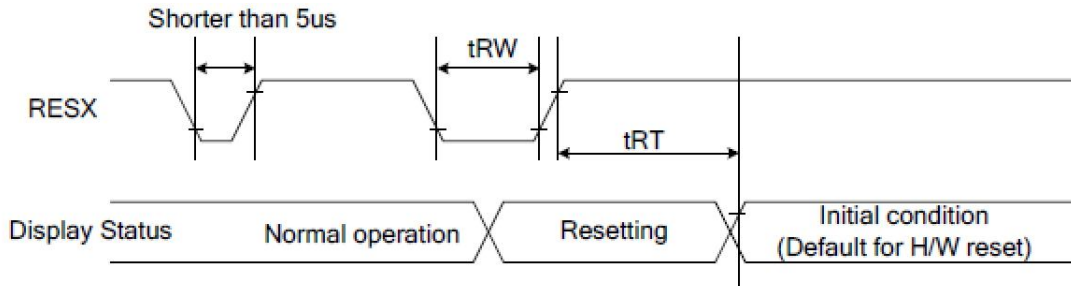 Shorter than 5us
tRW
RESX
tRT
Display Status
Normal operation
Resetting
Initial condition
(Default for H/W reset)